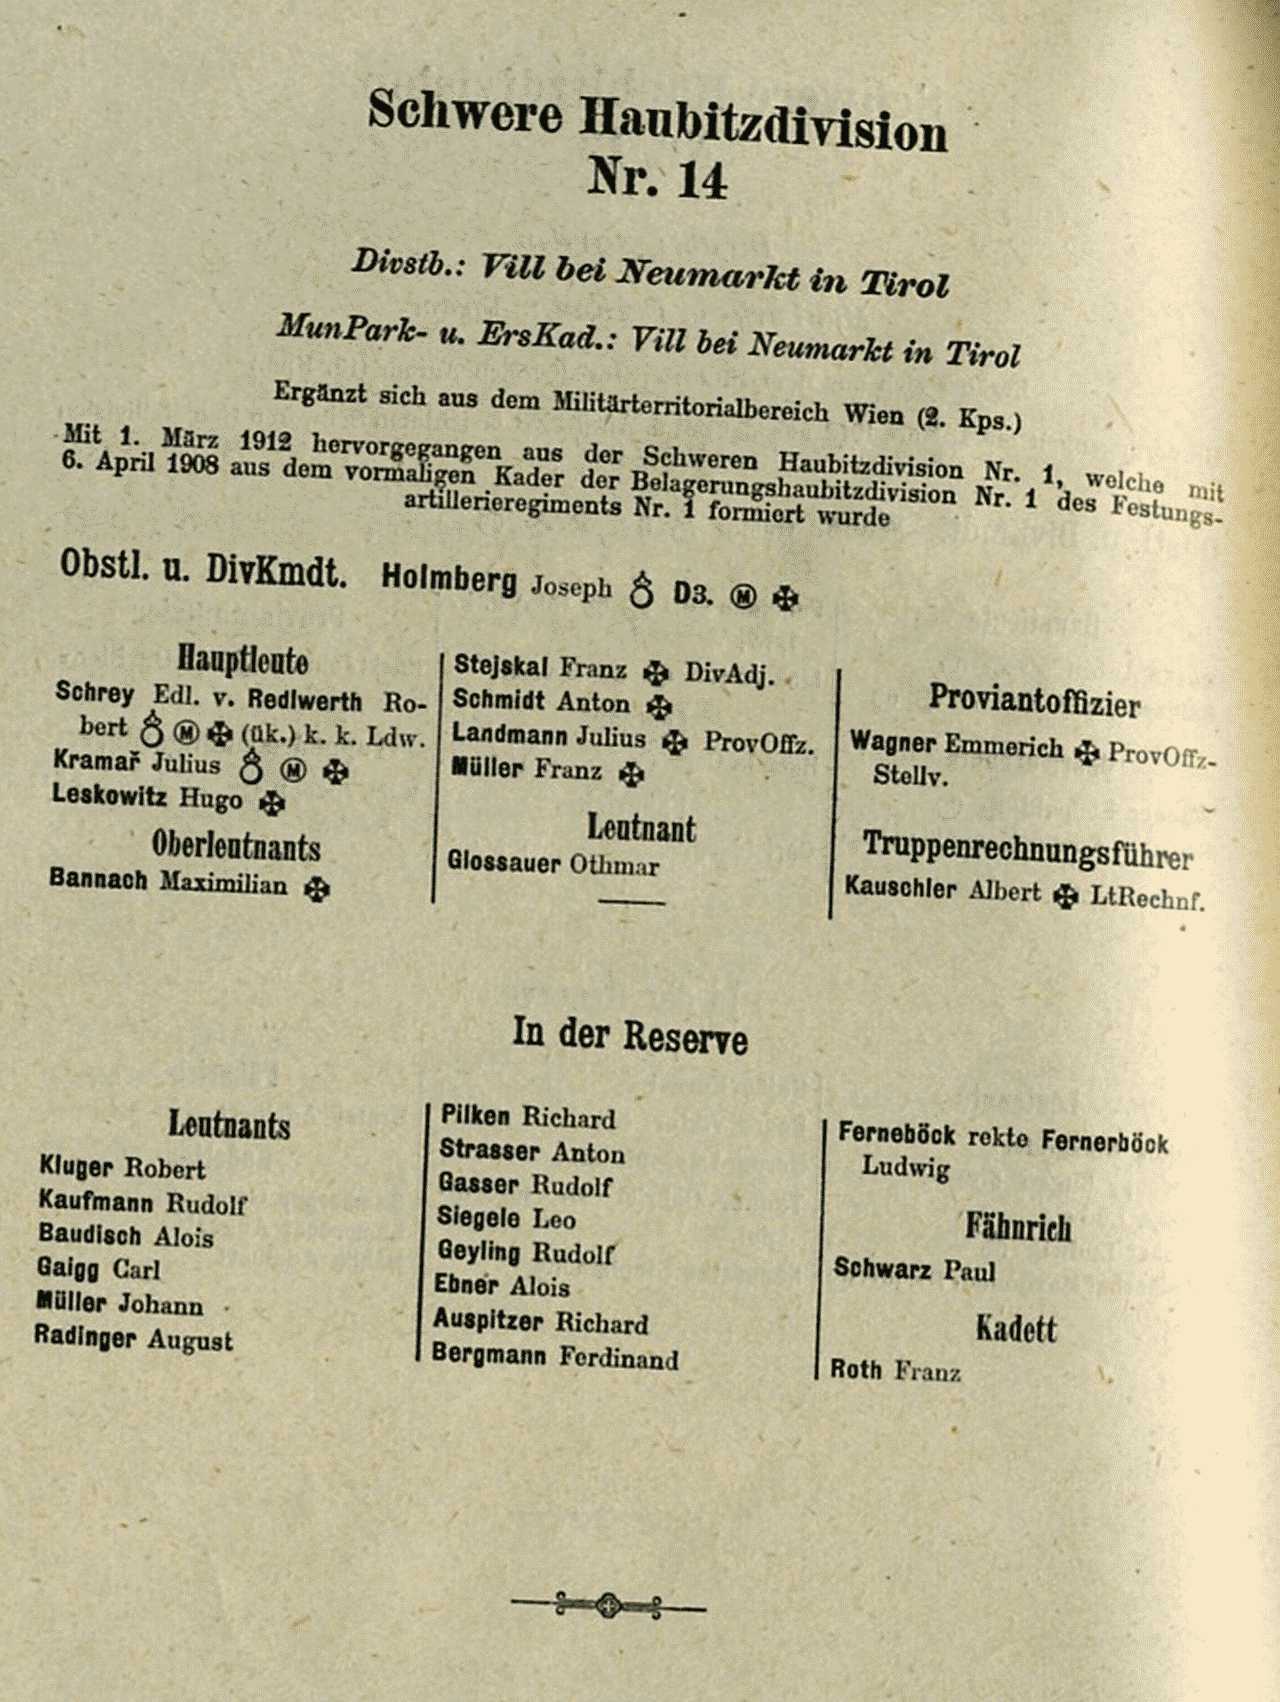 Schwere Haubitzdivision
Nr. 14
Divstb.: Vill bei Neumarkt in Tirol
MunPark- u. ErsKad.: Vill bei Neumarkt in Tirol
Ergänzt sich aus dem Militärterritorialbereich Wien (2. Kps.)
Mit 1. März 1912 hervorgegangen aus der Schweren Haubitzdivision Nr. 1, welche mit
6. April 1908 aus dem vormaligen Kader der Belagerungshaubitzdivision Nr. 1 des Festungs-
artillerieregiments Nr. 1 formiert wurde
Obstl. u. DivKmdt. Holmberg Joseph D3. M
Hauptleute
Schrey Edl. v. Redlwerth Ro-
bert M (ük.) k. k. Ldw.
Kramař Julius M
Leskowitz Hugo
Oberleutnants
Bannach Maximilian
Stejskal Franz DivAdj.
Schmidt Anton
Landmann Julius ProvOffz.
Müller Franz
Leutnant
Glossauer Othmar
Proviantoffizier
Wagner Emmerich ProvOffz-
Stellv.
Truppenrechnungsführer
Kauschler Albert LtRechnf.
In der Reserve
Leutnants
Kluger Robert
Kaufmann Rudolf
Baudisch Alois
Gaigg Carl
Müller Johann
Radinger August
Pilken Richard
Strasser Anton
Gasser Rudolf
Siegele Leo
Geyling Rudolf
Ebner Alois
Auspitzer Richard
Bergmann Ferdinand
Ferneböck rekte Fernerböck
Ludwig
Fähnrich
Schwarz Paul
Kadett
Roth Franz